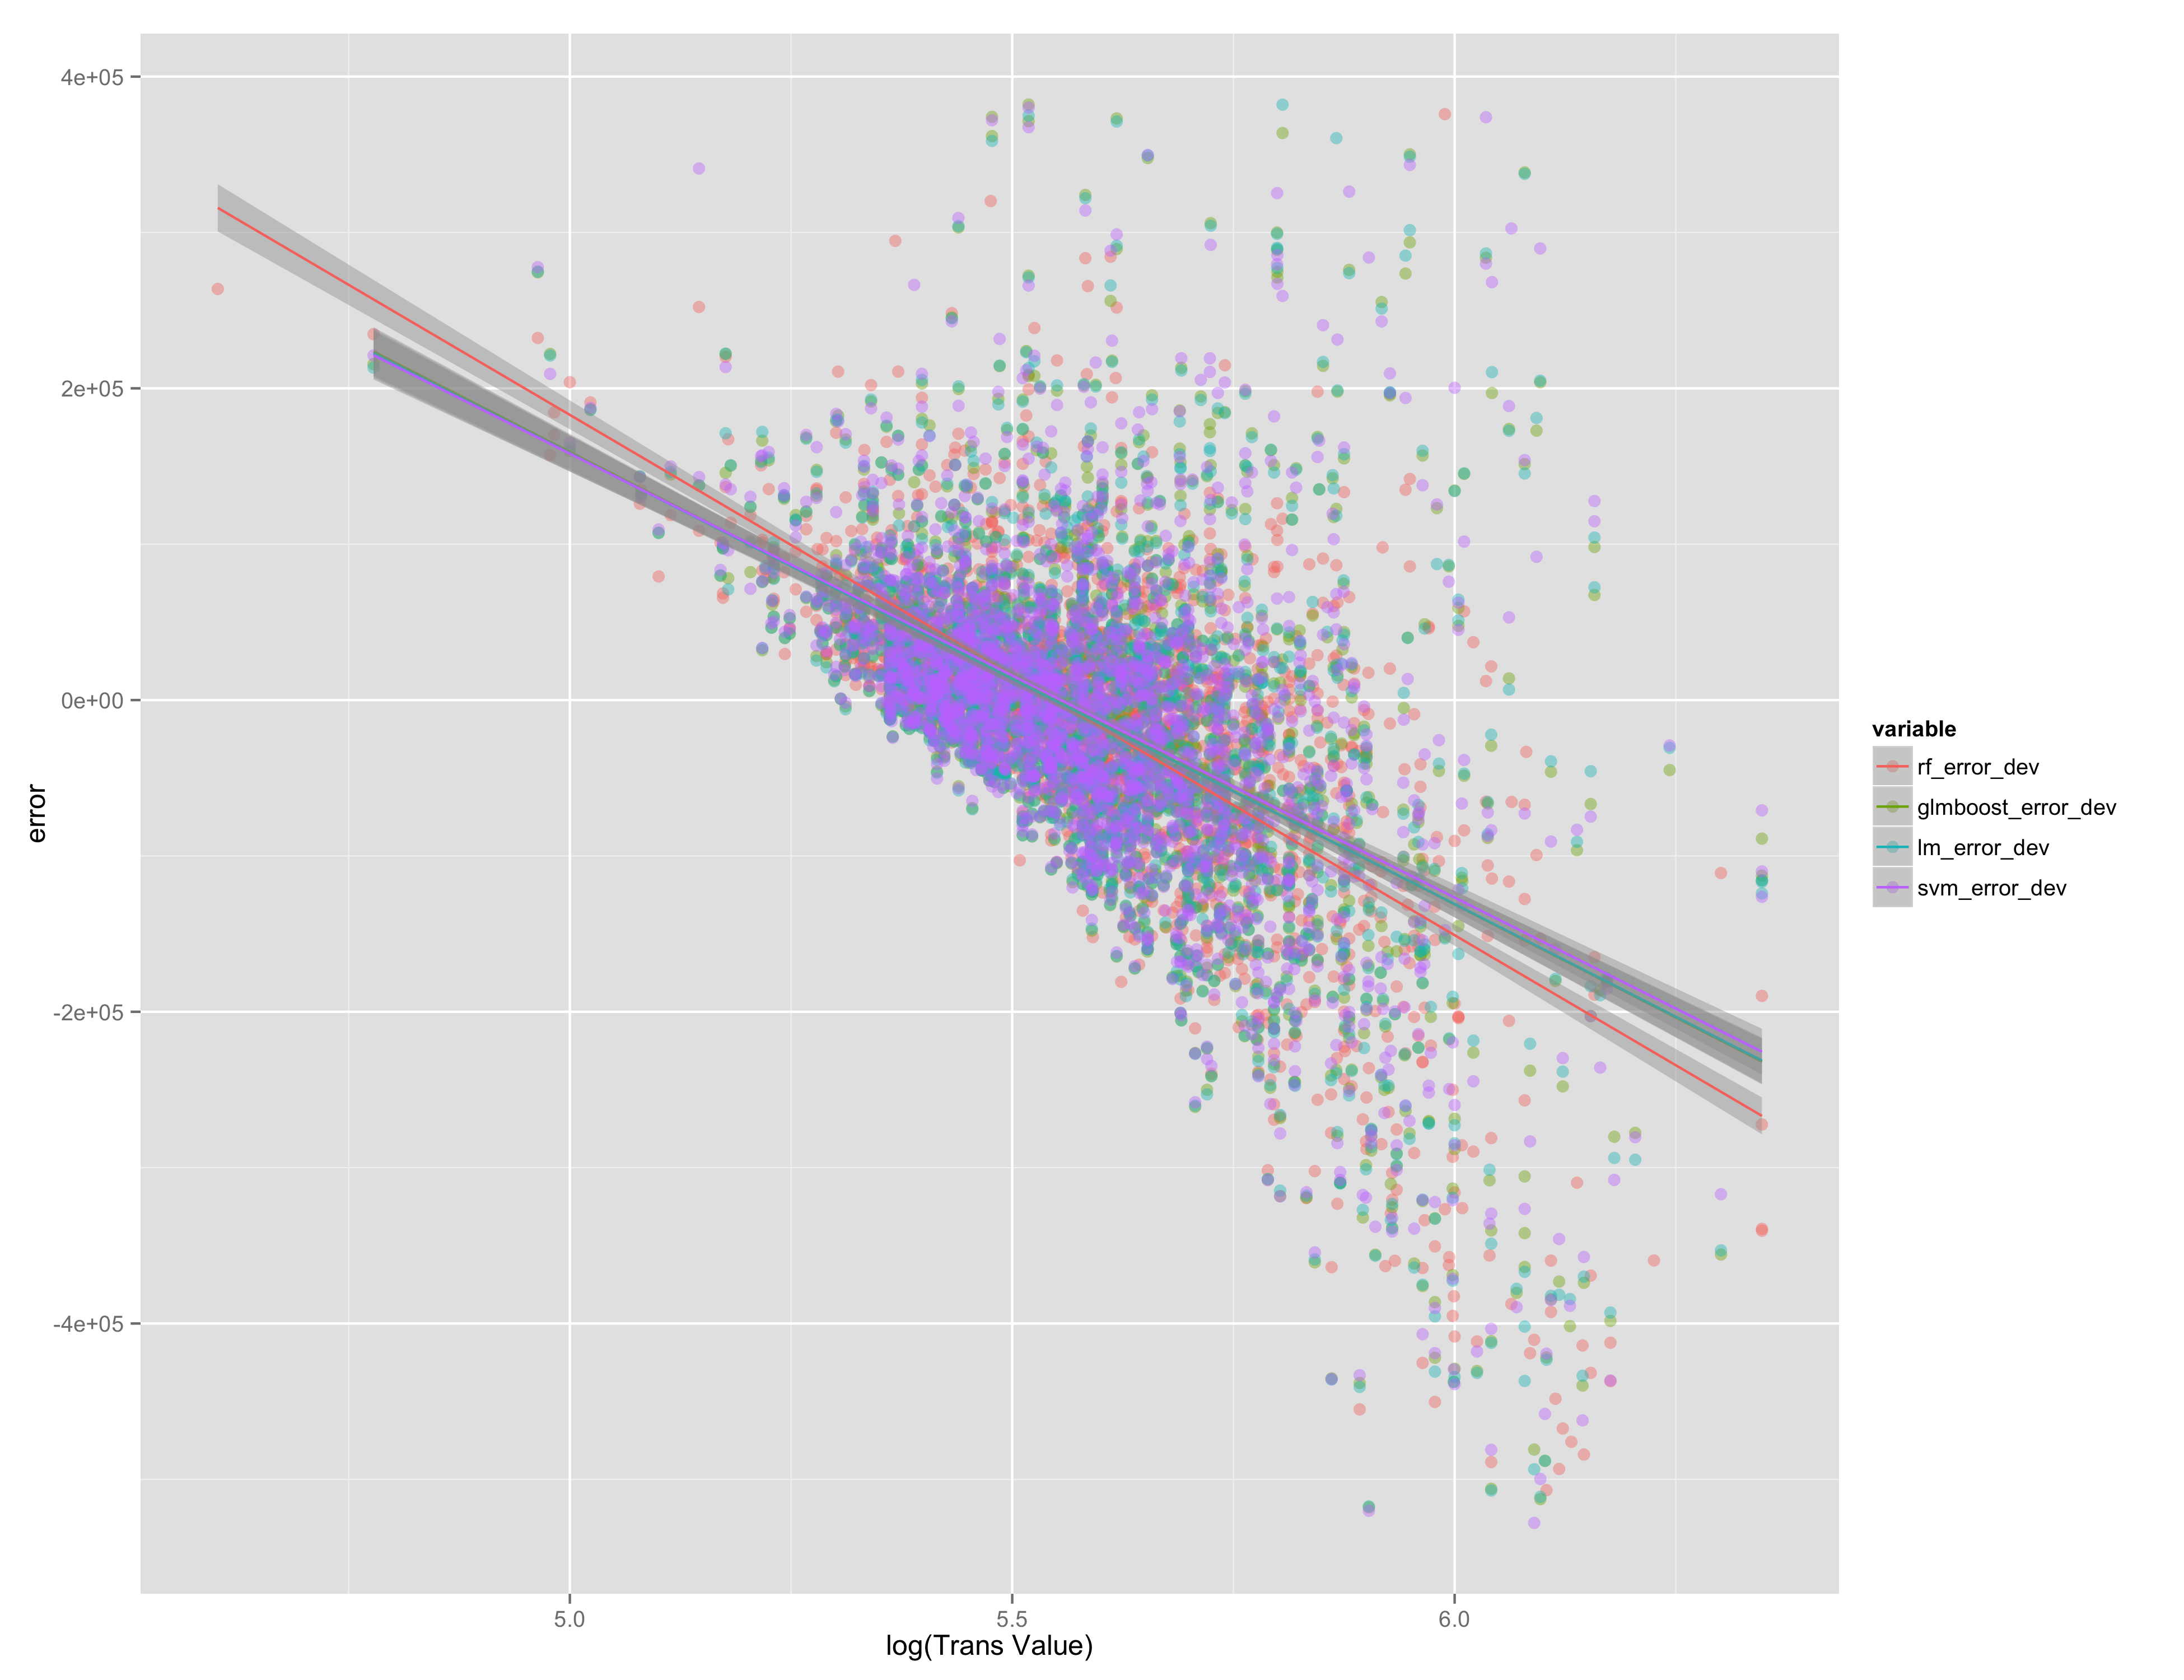 4e+05
2e+05
0e+00
-2e+05
-4e+05
error
5.0
5.5
6.0
log(Trans Value)
variable
rf_error_dev
glmboost_error_dev
lm_error_dev
svm_error_dev